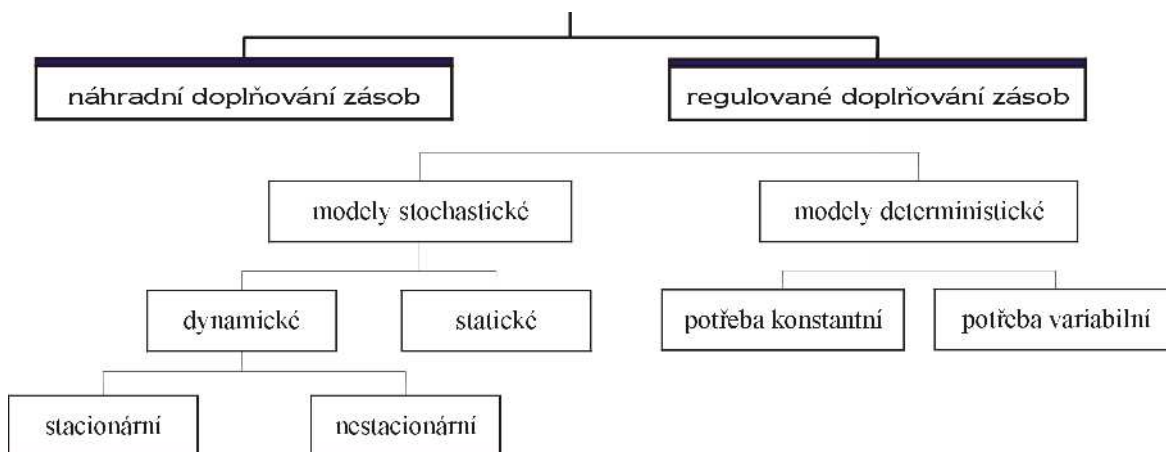 náhradní doplňování zásob
regulované doplňování zásob
modely stochastické
modely deterministické
dynamické
statické
potřeba konstantní
potřeba variabilní
stacionární
nestacionární